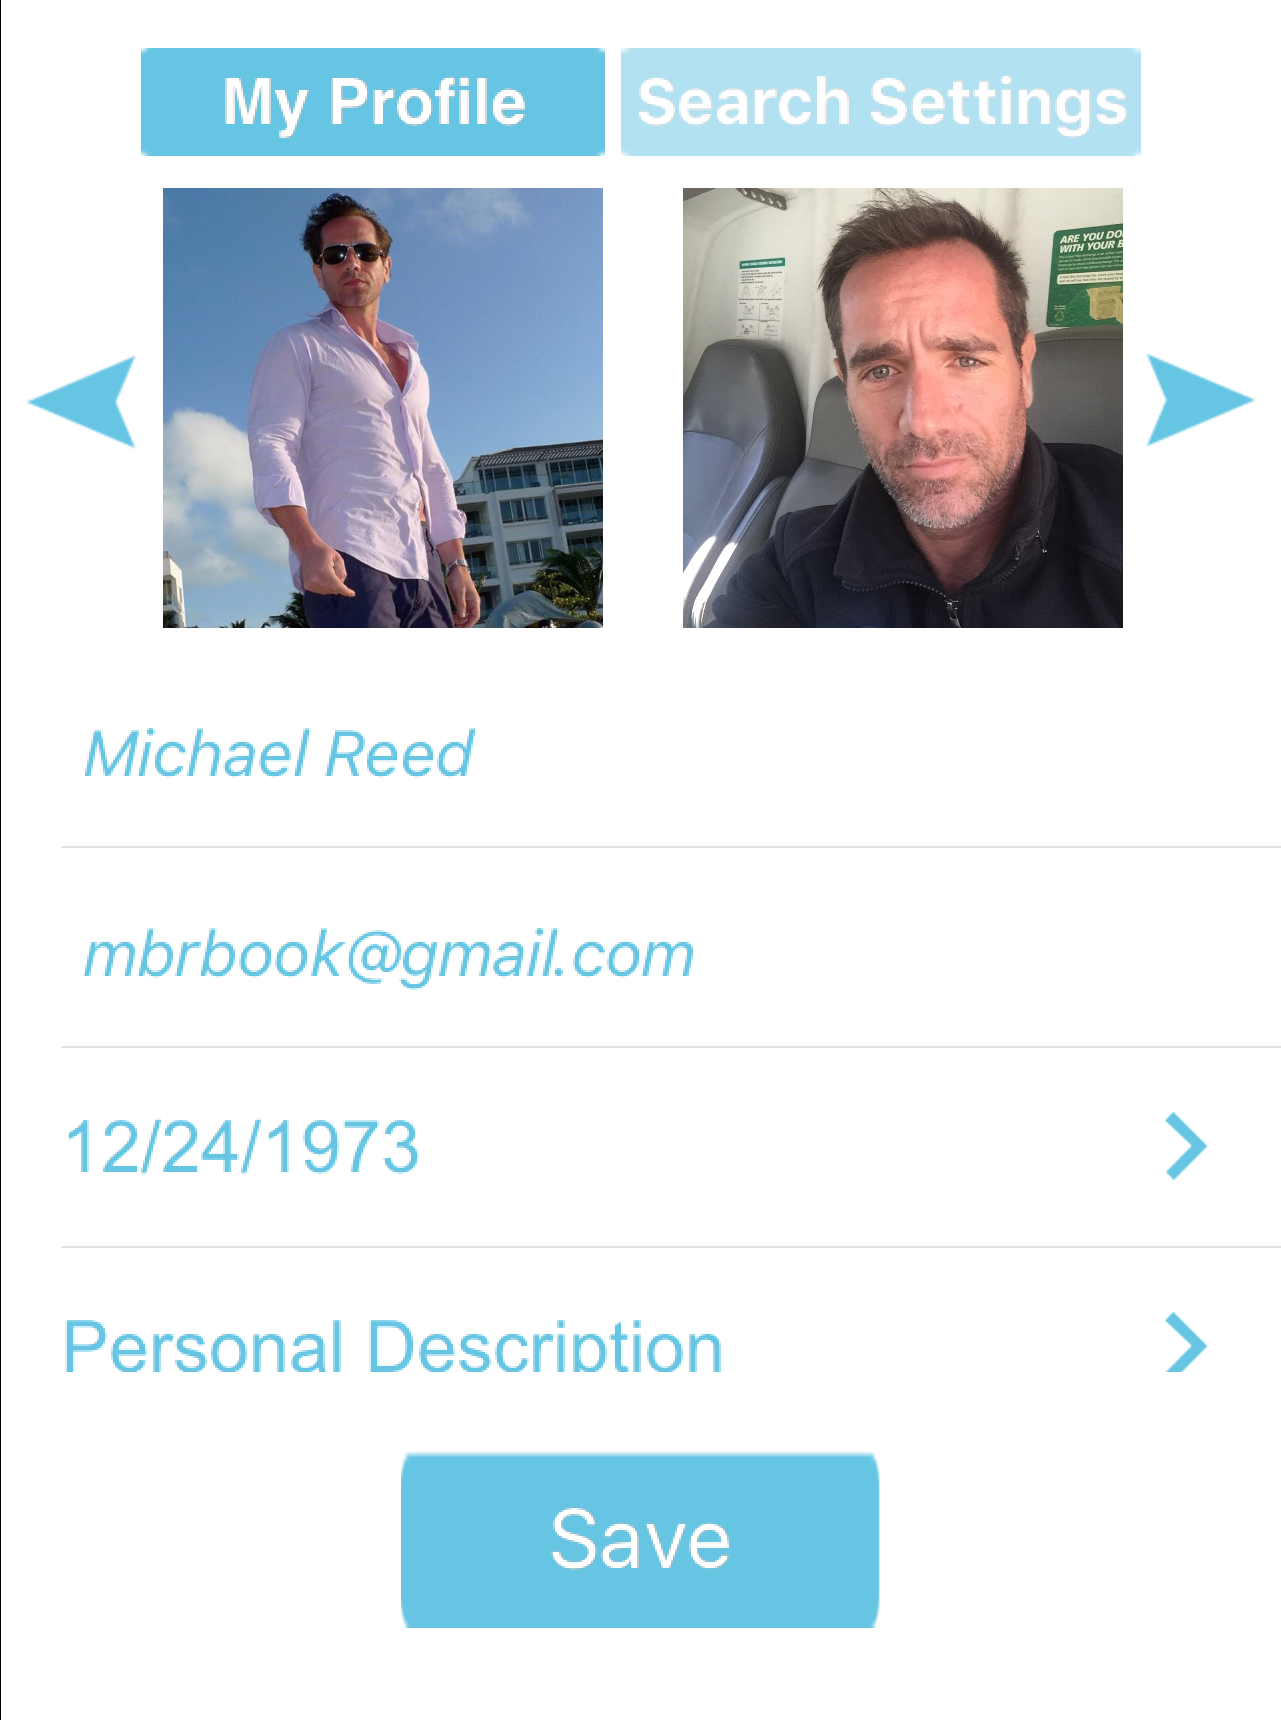 My Profile
Search Settings
ARE YOU DO
WITH YOUR B
Michael Reed
mbrbook@gmail.com
12/24/1973
Personal Description
Save